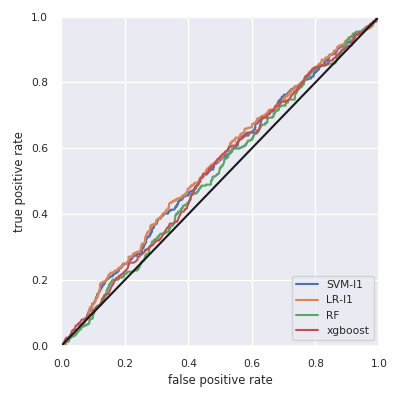 1.0
0.8
0.6
0.4
0.2
0.0
true positive rate
0.0 0.2 0.4 0.6 0.8 1.0
false positive rate
SVM-l1
LR-l1
RF
xgboost